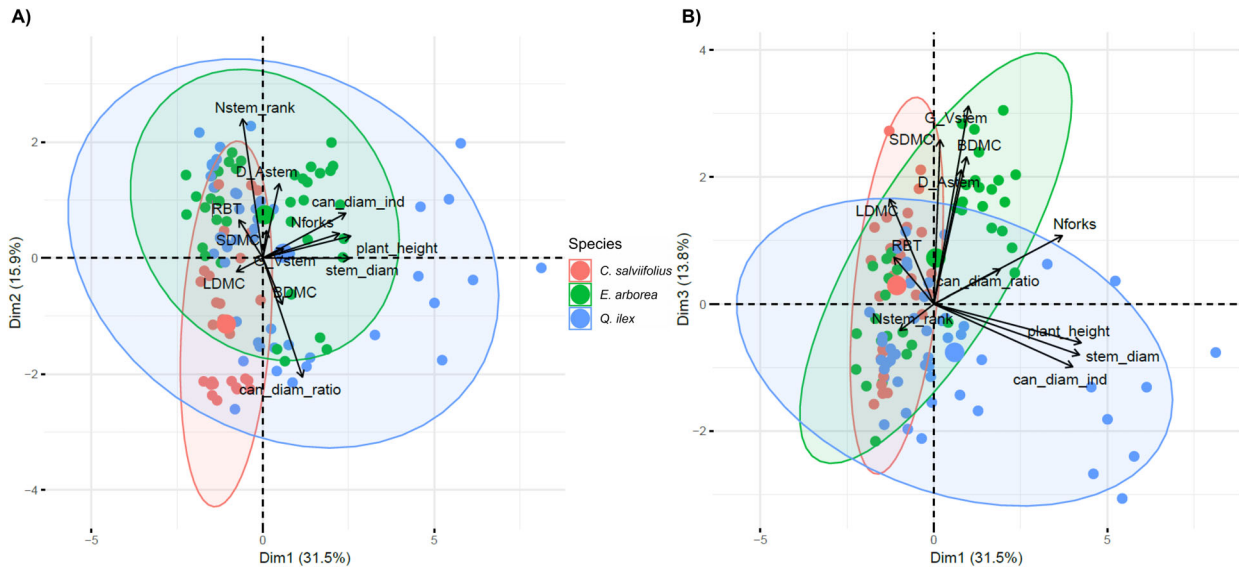 A)
Dim2 (15.9%)
2
0
−2
−4
Nstem_rank
D_Astem
can_diam_ind
RBT
Nforks
SDMC
plant_height
G_Vstem
stem_diam
LDMC
BDMC
can_diam_ratio
−5
0
5
Dim1 (31.5%)
Species
C. salviifolius
E. arborea
Q. ilex
B)
Dim3 (13.8%)
4
2
0
−2
G_Vstem
SDMC
BDMC
D_Astem
LDMC
Nforks
RBT
can_diam_ratio
Nstem_rank
plant_height
stem_diam
can_diam_ind
−5
0
5
Dim1 (31.5%)